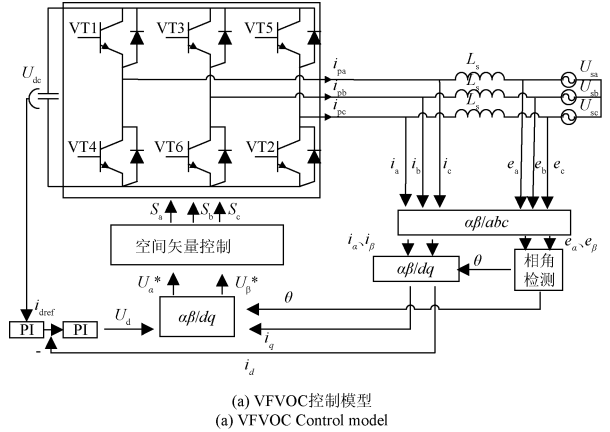 VT1 VT3 VT5
U_dc
i_pa L_s U_sa
i_pb L_s U_sb
i_pc L_s U_sc
VT4 VT6 VT2
i_a i_b i_c e_a e_b e_c
S_a S_b S_c
αβ/abc
空间矢量控制
i_α、i_β e_α、e_β
αβ/dq θ 相角
检测
U_α* U_β*
θ
i_dref
PI PI U_d αβ/dq i_q
-
i_d
(a) VFVOC控制模型
(a) VFVOC Control model